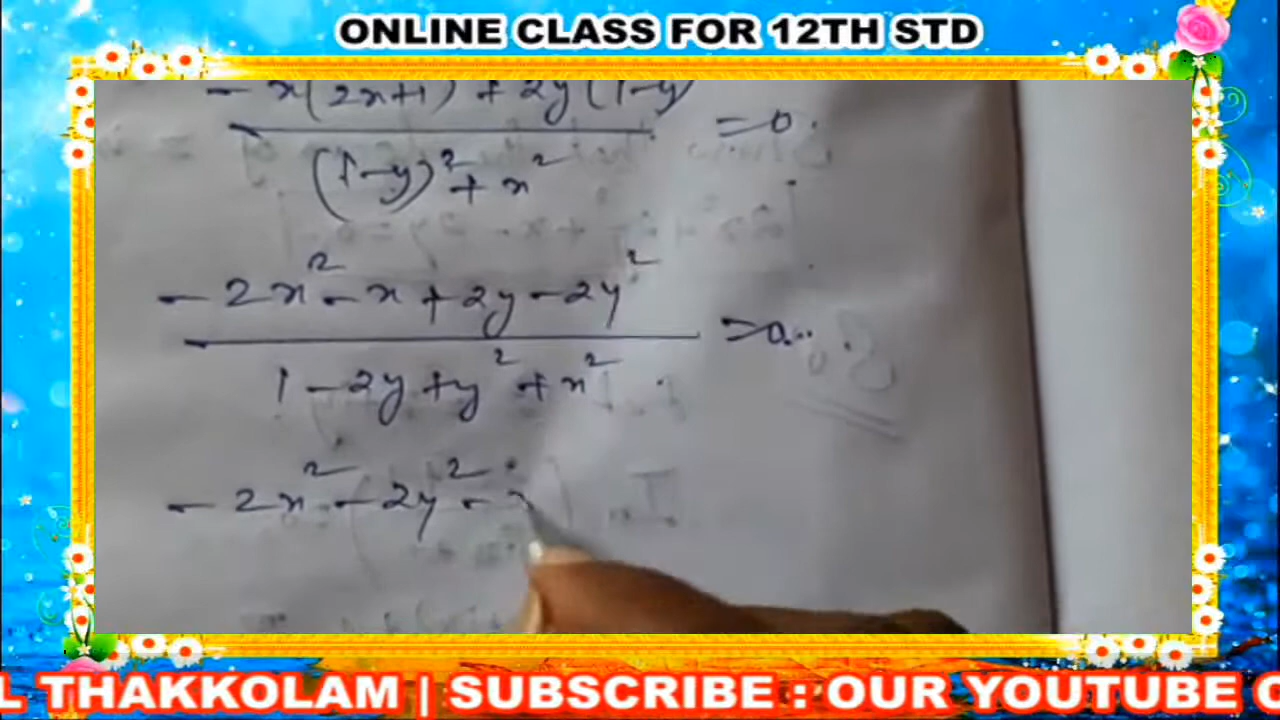 ONLINE CLASS FOR 12TH STD
- x(2x+1) + 2y(1-y)
=0.
(1-y)² + x²
- 2x² - x + 2y - 2y²
=0.
1 - 2y + y² + x²
- 2x² - 2y² -
L THAKKOLAM | SUBSCRIBE : OUR YOUTUBE